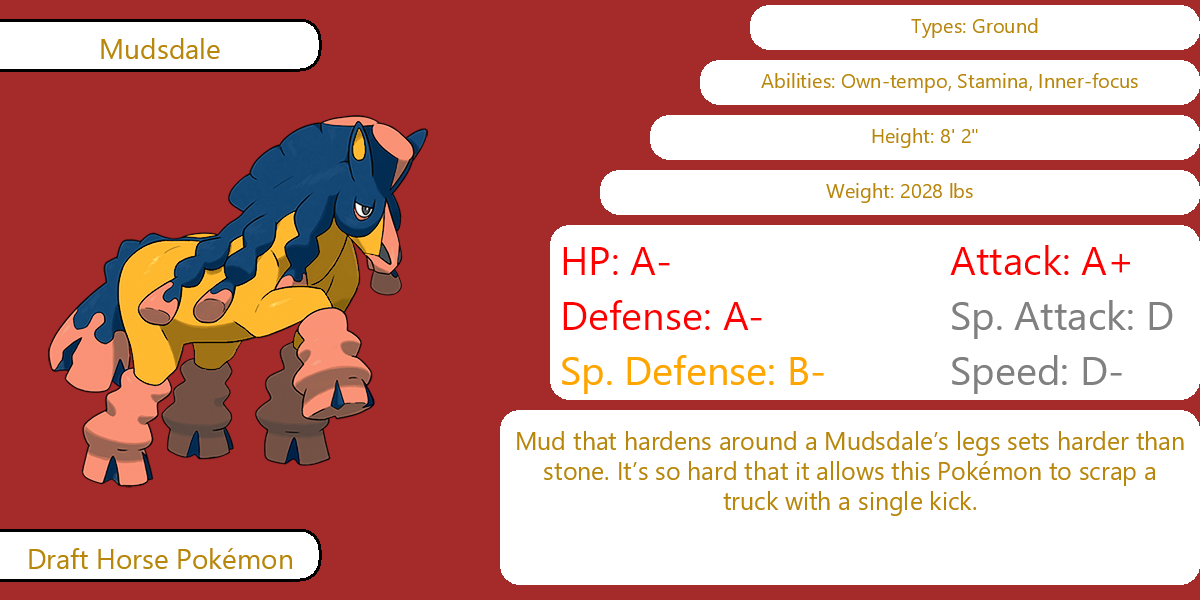 Mudsdale
Types: Ground
Abilities: Own-tempo, Stamina, Inner-focus
Height: 8' 2"
Weight: 2028 lbs
HP: A-
Attack: A+
Defense: A-
Sp. Attack: D
Sp. Defense: B-
Speed: D-
Mud that hardens around a Mudsdale’s legs sets harder than
stone. It’s so hard that it allows this Pokémon to scrap a
truck with a single kick.
Draft Horse Pokémon